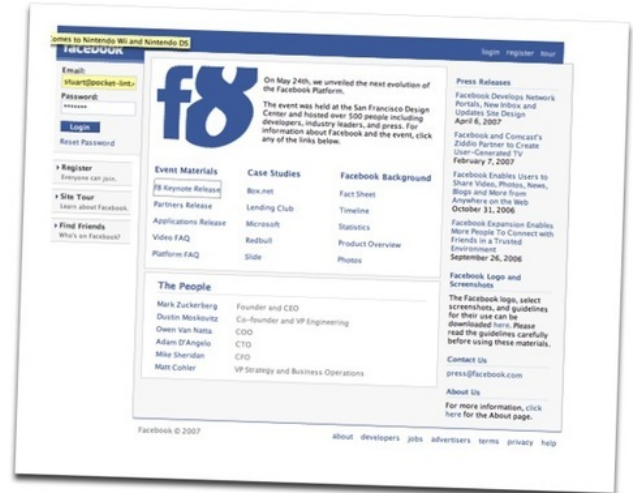 omes to Nintendo Wii and Nintendo DS
facebook
login register tour
Email:
stuart@pocket-lint.
Password:
Login
Reset Password
Register
Everyone can join.
Site Tour
Learn about Facebook.
Find Friends
Who's on Facebook?
f8
On May 24th, we unveiled the next evolution of
the Facebook Platform.
The event was held at the San Francisco Design
Center and hosted over 500 people including
developers, industry leaders, and press. For
information about Facebook and the event, click
any of the links below.
Event Materials
f8 Keynote Release
Partners Release
Applications Release
Video FAQ
Platform FAQ
Case Studies
Box.net
Lending Club
Microsoft
Redbull
Slide
Facebook Background
Fact Sheet
Timeline
Statistics
Product Overview
Photos
The People
Mark Zuckerberg Founder and CEO
Dustin Moskovitz Co-founder and VP Engineering
Owen Van Natta COO
Adam D'Angelo CTO
Mike Sheridan CFO
Matt Cohler VP Strategy and Business Operations
Press Releases
Facebook Develops Network
Portals, New Inbox and
Updates Site Design
April 6, 2007
Facebook and Comcast's
Ziddio Partner to Create
User-Generated TV
February 7, 2007
Facebook Enables Users to
Share Video, Photos, News,
Blogs and More from
Anywhere on the Web
October 31, 2006
Facebook Expansion Enables
More People To Connect with
Friends in a Trusted
Environment
September 26, 2006
Facebook Logo and
Screenshots
The Facebook logo, select
screenshots, and guidelines
for their use can be
downloaded here. Please
read the guidelines carefully
before using these materials.
Contact Us
press@facebook.com
About Us
For more information, click
here for the About page.
Facebook © 2007
about developers jobs advertisers terms privacy help